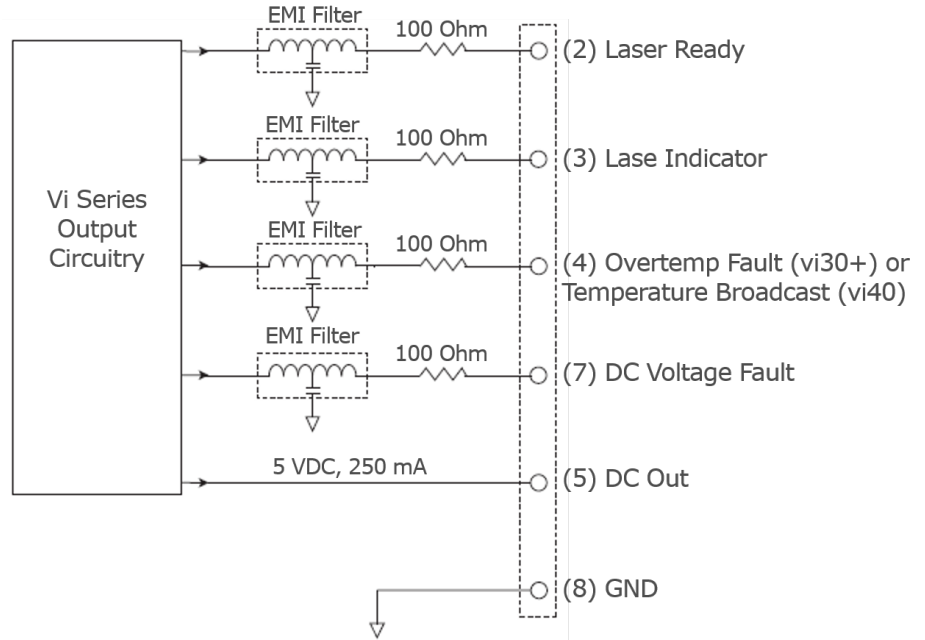 EMI Filter
100 Ohm
(2) Laser Ready
EMI Filter
100 Ohm
(3) Lase Indicator
Vi Series
Output
Circuitry
EMI Filter
100 Ohm
(4) Overtemp Fault (vi30+) or
Temperature Broadcast (vi40)
EMI Filter
100 Ohm
(7) DC Voltage Fault
5 VDC, 250 mA
(5) DC Out
(8) GND